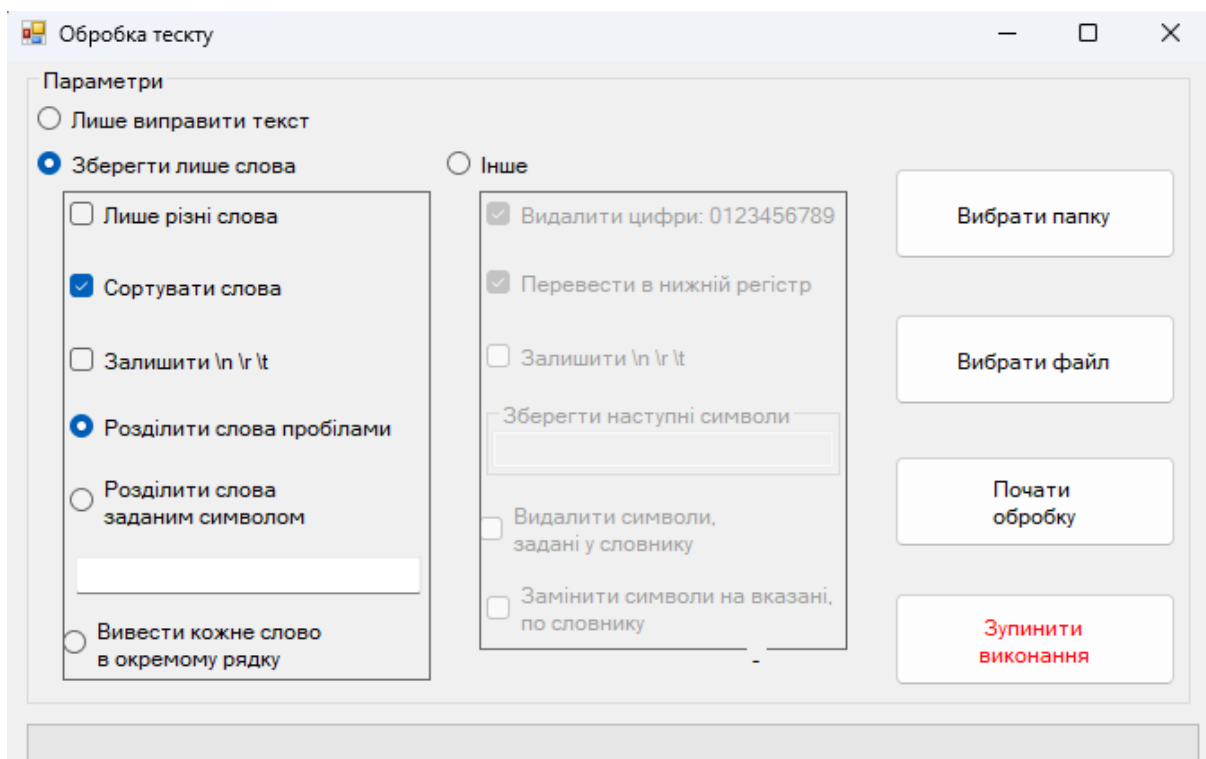 Обробка тескту
Параметри
Лише виправити текст
Зберегти лише слова
Лише різні слова
Сортувати слова
Залишити \n \r \t
Розділити слова пробілами
Розділити слова
заданим символом
Вивести кожне слово
в окремому рядку
Інше
Видалити цифри: 0123456789
Перевести в нижній регістр
Залишити \n \r \t
Зберегти наступні символи
Видалити символи,
задані у словнику
Замінити символи на вказані,
по словнику
Вибрати папку
Вибрати файл
Почати
обробку
Зупинити
виконання